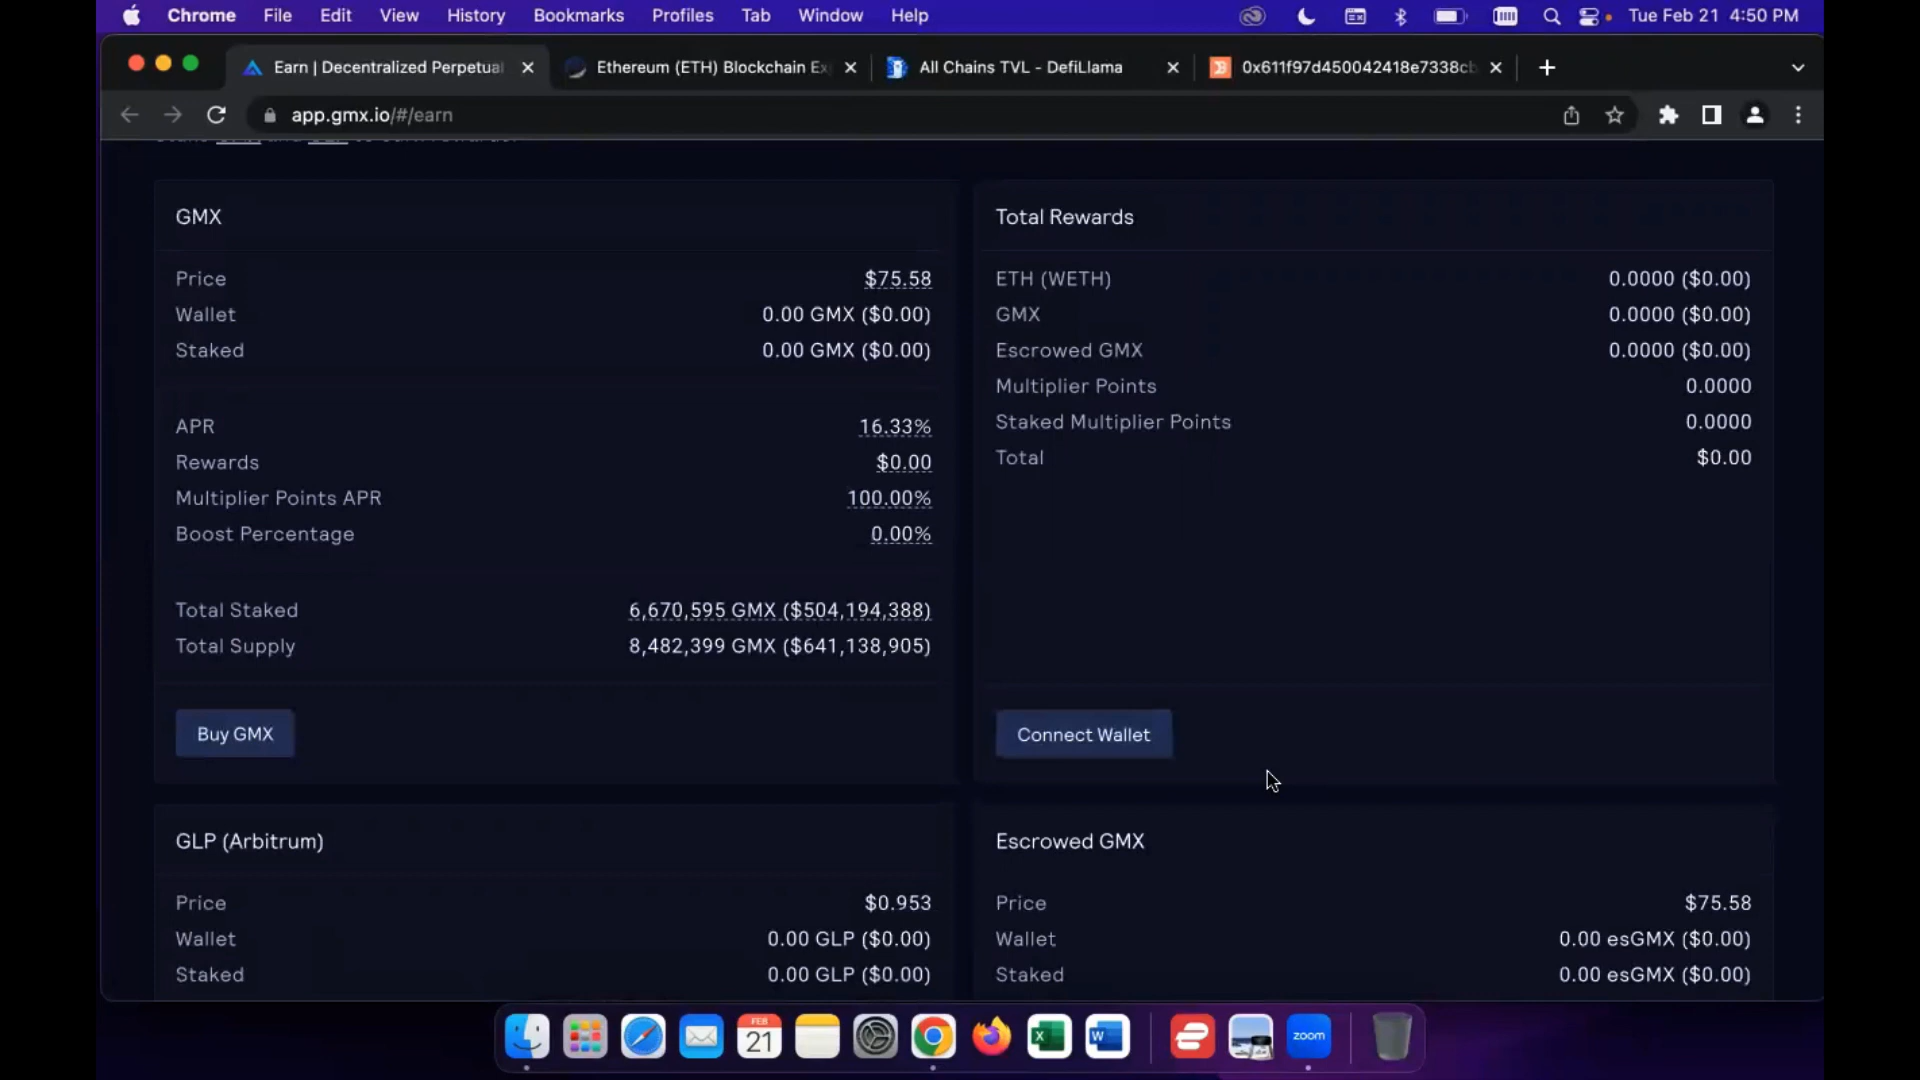 Chrome File Edit View History Bookmarks Profiles Tab Window Help Tue Feb 21 4:50 PM
Earn | Decentralized Perpetual Ethereum (ETH) Blockchain Ex All Chains TVL - DefiLlama 0x611f97d450042418e7338cb
app.gmx.io/#/earn
GMX
Price $75.58
Wallet 0.00 GMX ($0.00)
Staked 0.00 GMX ($0.00)
APR 16.33%
Rewards $0.00
Multiplier Points APR 100.00%
Boost Percentage 0.00%
Total Staked 6,670,595 GMX ($504,194,388)
Total Supply 8,482,399 GMX ($641,138,905)
Buy GMX
Total Rewards
ETH (WETH) 0.0000 ($0.00)
GMX 0.0000 ($0.00)
Escrowed GMX 0.0000 ($0.00)
Multiplier Points 0.0000
Staked Multiplier Points 0.0000
Total $0.00
Connect Wallet
GLP (Arbitrum)
Price $0.953
Wallet 0.00 GLP ($0.00)
Staked 0.00 GLP ($0.00)
Escrowed GMX
Price $75.58
Wallet 0.00 esGMX ($0.00)
Staked 0.00 esGMX ($0.00)
FEB
21
X
W
zoom